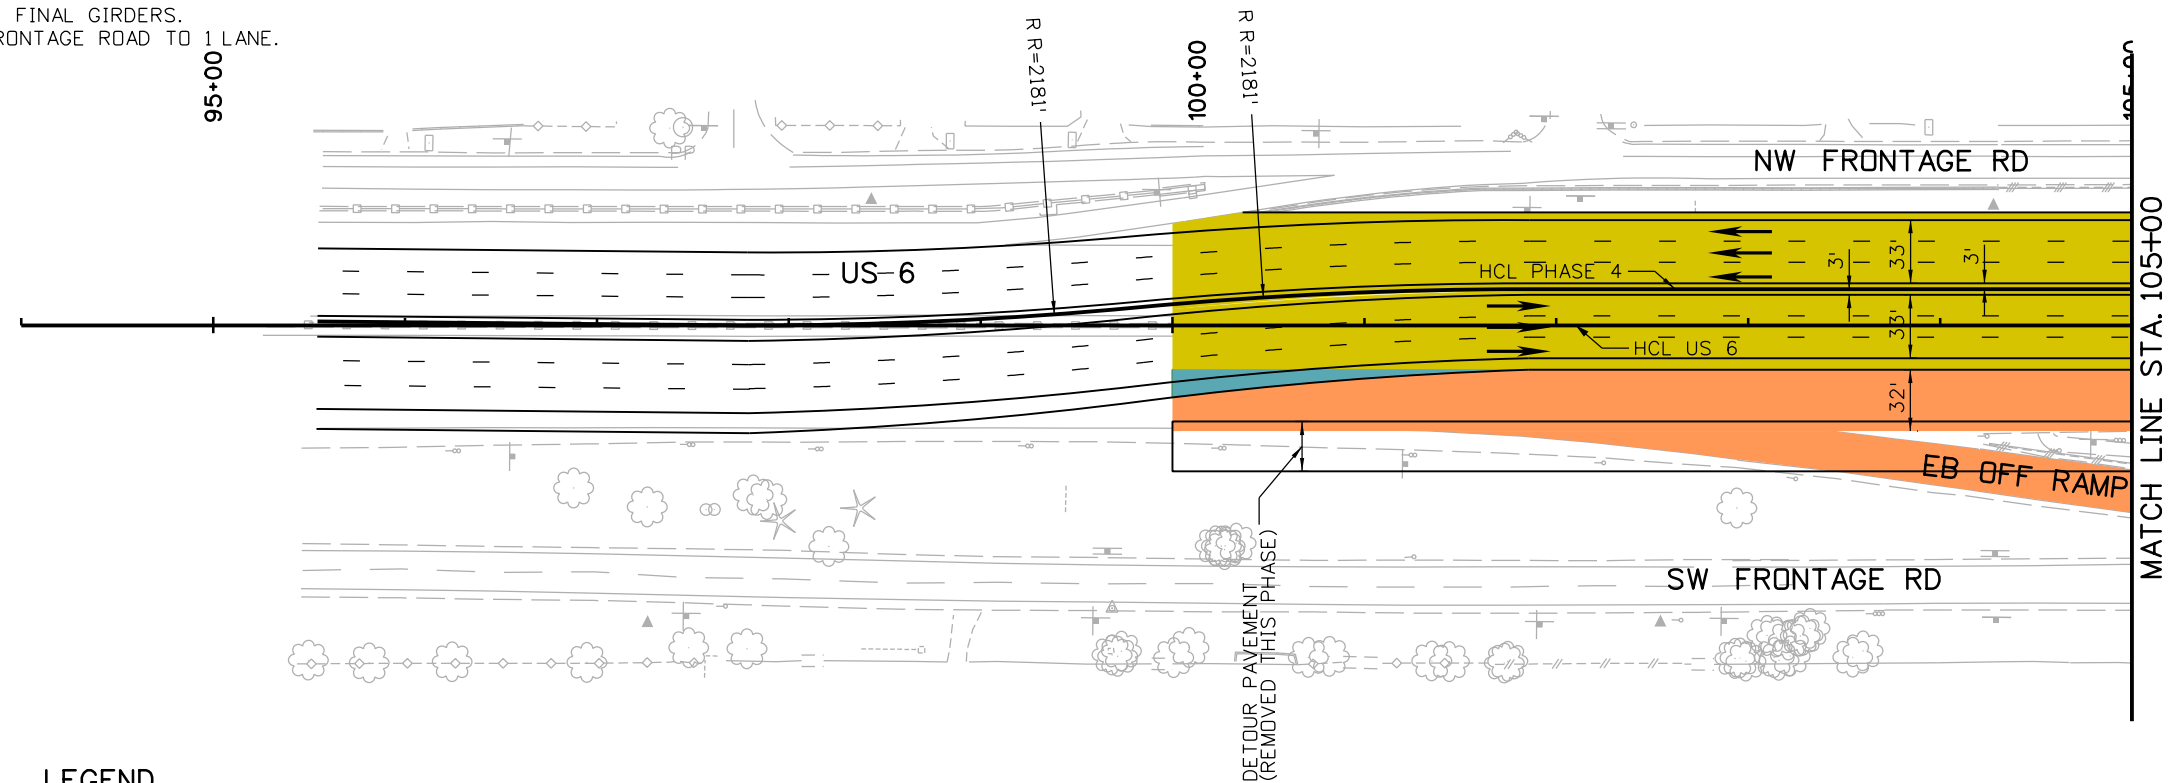 FINAL GIRDERS.
RONTAGE ROAD TO 1 LANE.
95+00
R R=2181'
100+00
R R=2181'
NW FRONTAGE RD
US 6
HCL PHASE 4
3'
33'
3'
33'
HCL US 6
32'
EB OFF RAMP
MATCH LINE STA. 105+00
DETOUR PAVEMENT
(REMOVED THIS PHASE)
SW FRONTAGE RD
LEGEND